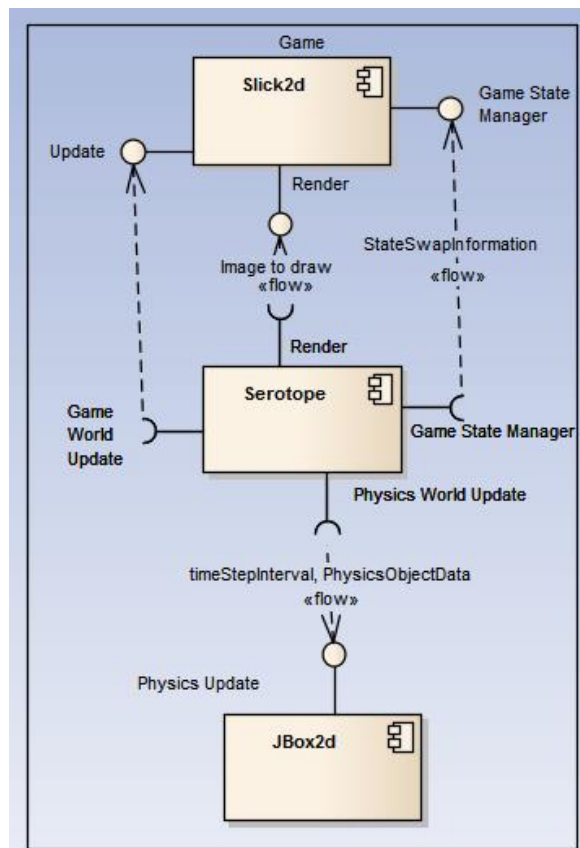 Game
Slick2d
Game State
Manager
Update
Render
StateSwapInformation
«flow»
Image to draw
«flow»
Render
Serotope
Game
World
Update
Game State Manager
Physics World Update
timeStepInterval, PhysicsObjectData
«flow»
Physics Update
JBox2d